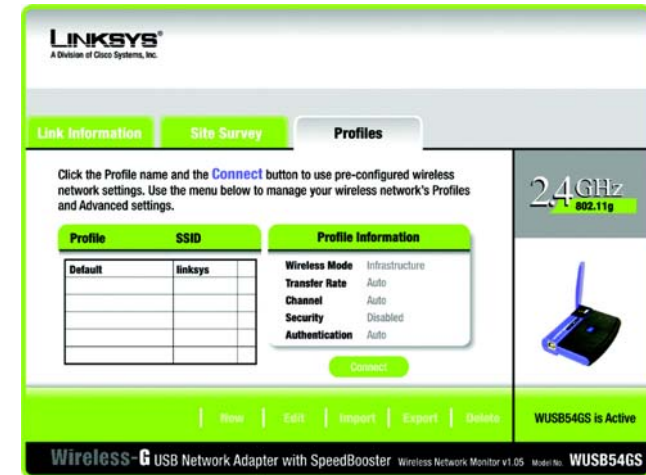 LINKSYS®
A Division of Cisco Systems, Inc.
Link Information Site Survey Profiles
Click the Profile name and the Connect button to use pre-configured wireless
network settings. Use the menu below to manage your wireless network's Profiles
and Advanced settings.
2.4GHz
802.11g
Profile SSID
Default linksys
Profile Information
Wireless Mode Infrastructure
Transfer Rate Auto
Channel Auto
Security Disabled
Authentication Auto
Connect
New Edit Import Export Delete
WUSB54GS is Active
Wireless-G USB Network Adapter with SpeedBooster Wireless Network Monitor v1.05 Model No. WUSB54GS